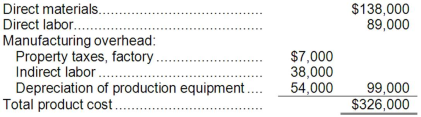 Direct materials........................................ $138,000
Direct labor.............................................. 89,000
Manufacturing overhead:
Property taxes, factory .......................... $7,000
Indirect labor ........................................ 38,000
Depreciation of production equipment .... 54,000 99,000
Total product cost.................................... $326,000